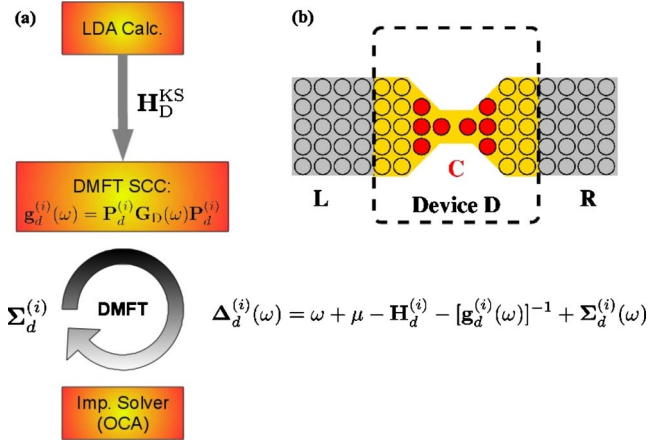 (a)
LDA Calc.
H_D^KS
DMFT SCC:
g_d^(i)(ω) = P_d^(i) G_D(ω) P_d^(i)
Σ_d^(i)
DMFT
Imp. Solver
(OCA)
(b)
C
L
Device D
R
Δ_d^(i)(ω) = ω + μ − H_d^(i) − [g_d^(i)(ω)]^−1 + Σ_d^(i)(ω)